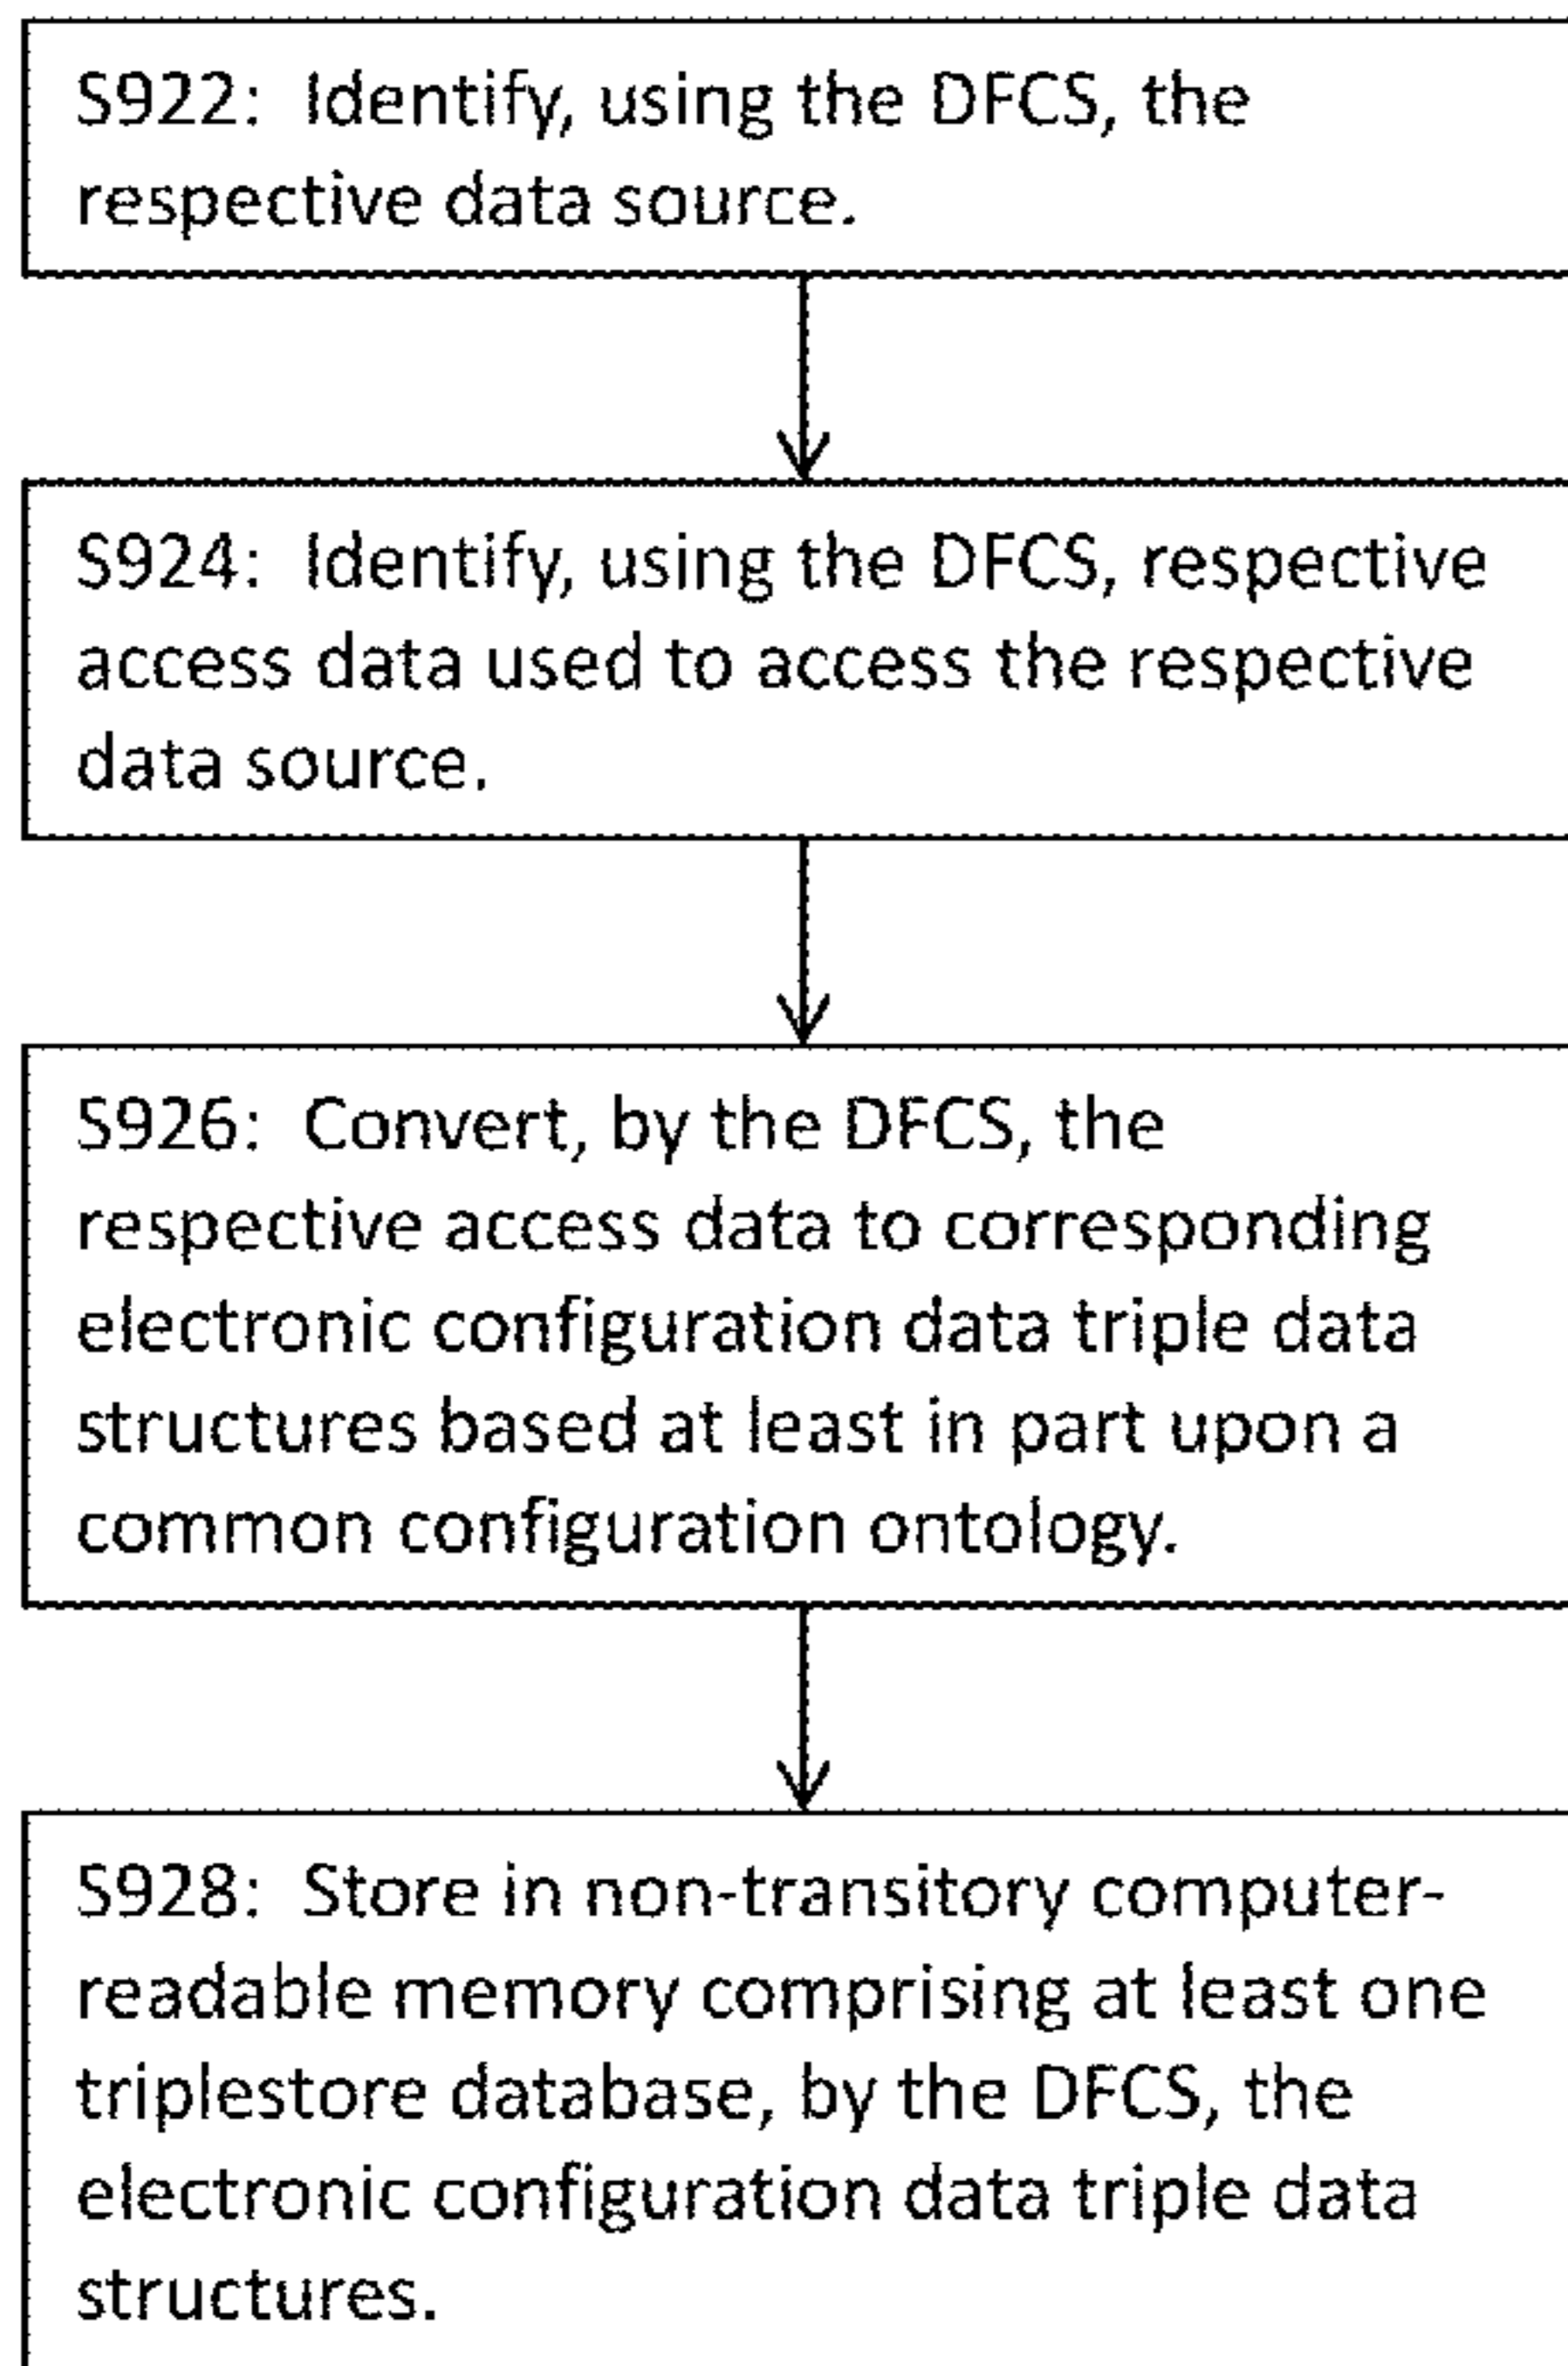 S922: Identify, using the DFCS, the
respective data source.
S924: Identify, using the DFCS, respective
access data used to access the respective
data source.
S926: Convert, by the DFCS, the
respective access data to corresponding
electronic configuration data triple data
structures based at least in part upon a
common configuration ontology.
S928: Store in non-transitory computer-
readable memory comprising at least one
triplestore database, by the DFCS, the
electronic configuration data triple data
structures.